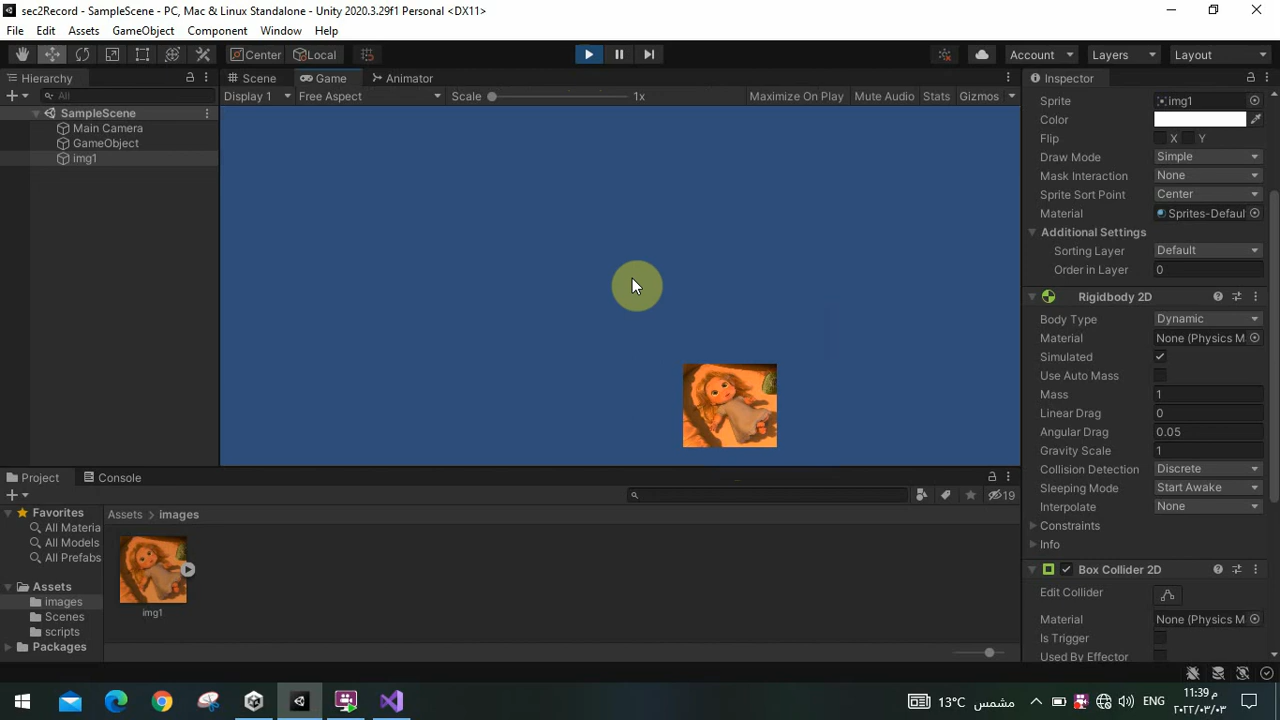 sec2Record - SampleScene - PC, Mac & Linux Standalone - Unity 2020.3.29f1 Personal <DX11>
File Edit Assets GameObject Component Window Help
Center Local Account Layers Layout
Hierarchy Scene Game Animator Inspector
All Display 1 Free Aspect Scale 1x Maximize On Play Mute Audio Stats Gizmos
SampleScene
Main Camera
GameObject
img1
Sprite img1
Color
Flip X Y
Draw Mode Simple
Mask Interaction None
Sprite Sort Point Center
Material Sprites-Defaul
Additional Settings
Sorting Layer Default
Order in Layer 0
Rigidbody 2D
Body Type Dynamic
Material None (Physics M
Simulated
Use Auto Mass
Mass 1
Linear Drag 0
Angular Drag 0.05
Gravity Scale 1
Collision Detection Discrete
Sleeping Mode Start Awake
Interpolate None
Constraints
Info
Box Collider 2D
Edit Collider
Material None (Physics M
Is Trigger
Used By Effector
Project Console
19
Favorites
All Materia
All Models
All Prefabs
Assets
images
Scenes
scripts
Packages
Assets > images
img1
13°C مشمس
ENG
11:39 م
٢٠٢٢/٠٣/٠٣